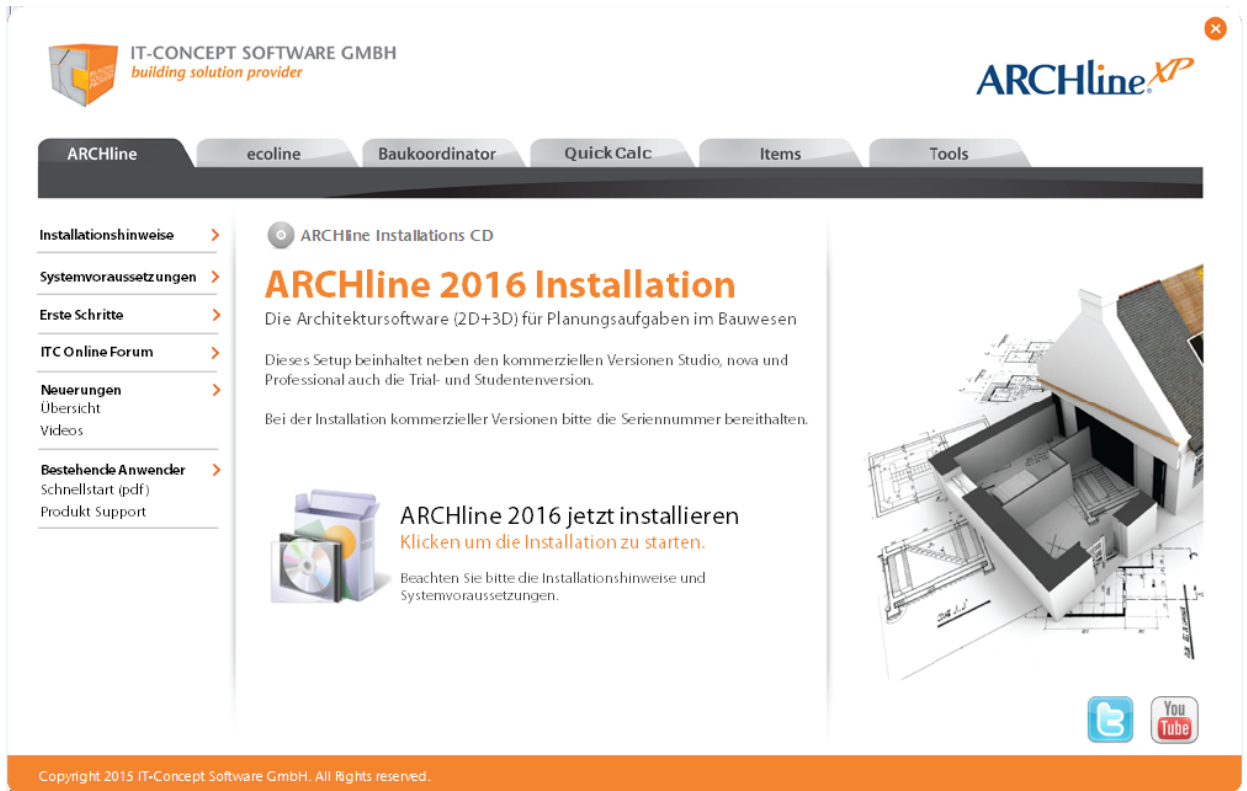 IT-CONCEPT SOFTWARE GMBH
building solution provider
ARCHline.XP
ARCHline
ecoline
Baukoordinator
QuickCalc
Items
Tools
Installationshinweise
Systemvoraussetzungen
Erste Schritte
ITC Online Forum
Neuerungen
Übersicht
Videos
Bestehende Anwender
Schnellstart (pdf)
Produkt Support
ARCHline Installations CD
ARCHline 2016 Installation
Die Architektursoftware (2D+3D) für Planungsaufgaben im Bauwesen
Dieses Setup beinhaltet neben den kommerziellen Versionen Studio, nova und
Professional auch die Trial- und Studentenversion.
Bei der Installation kommerzieller Versionen bitte die Seriennummer bereithalten.
ARCHline 2016 jetzt installieren
Klicken um die Installation zu starten.
Beachten Sie bitte die Installationshinweise und
Systemvoraussetzungen.
You
Tube
Copyright 2015 IT-Concept Software GmbH. All Rights reserved.